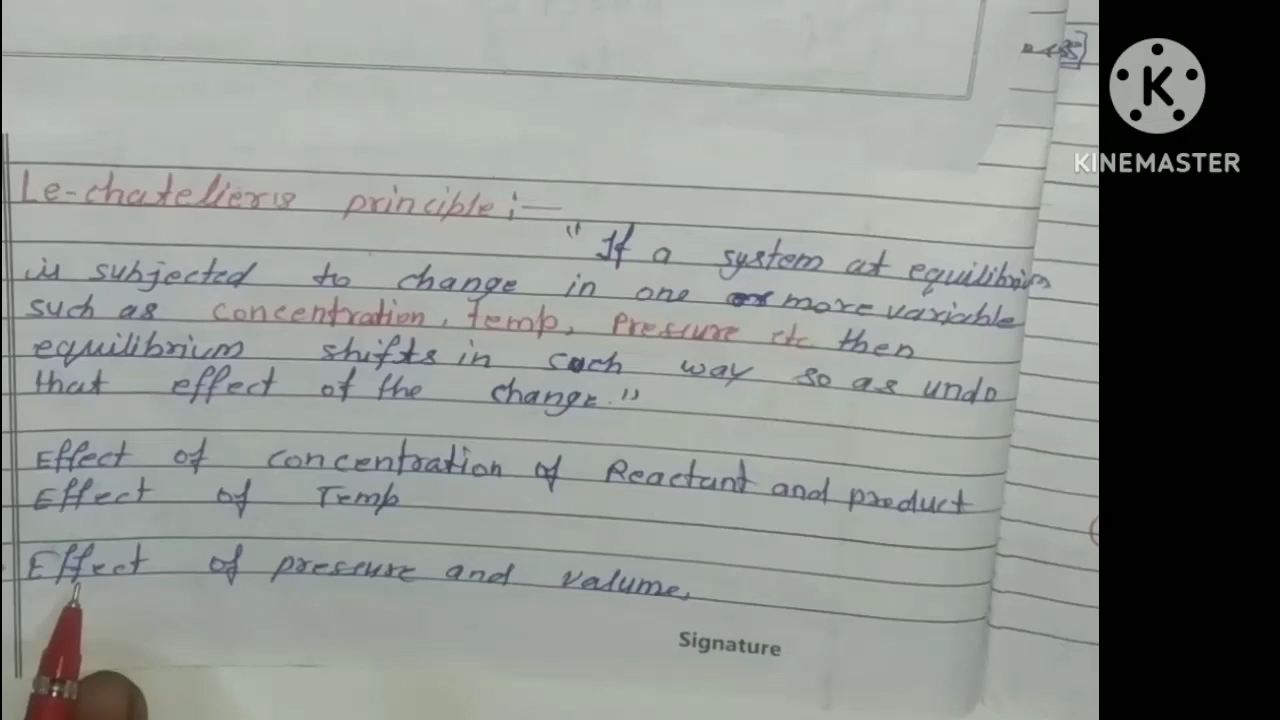 Le-chatelier's principle :—
"If a system at equilibrium
is subjected to change in one or more variable
such as concentration, temp, pressure etc then
equilibrium shifts in such way so as undo
that effect of the change."
Effect of concentration of Reactant and product
Effect of Temp
Effect of pressure and valume,
Signature
K
KINEMASTER